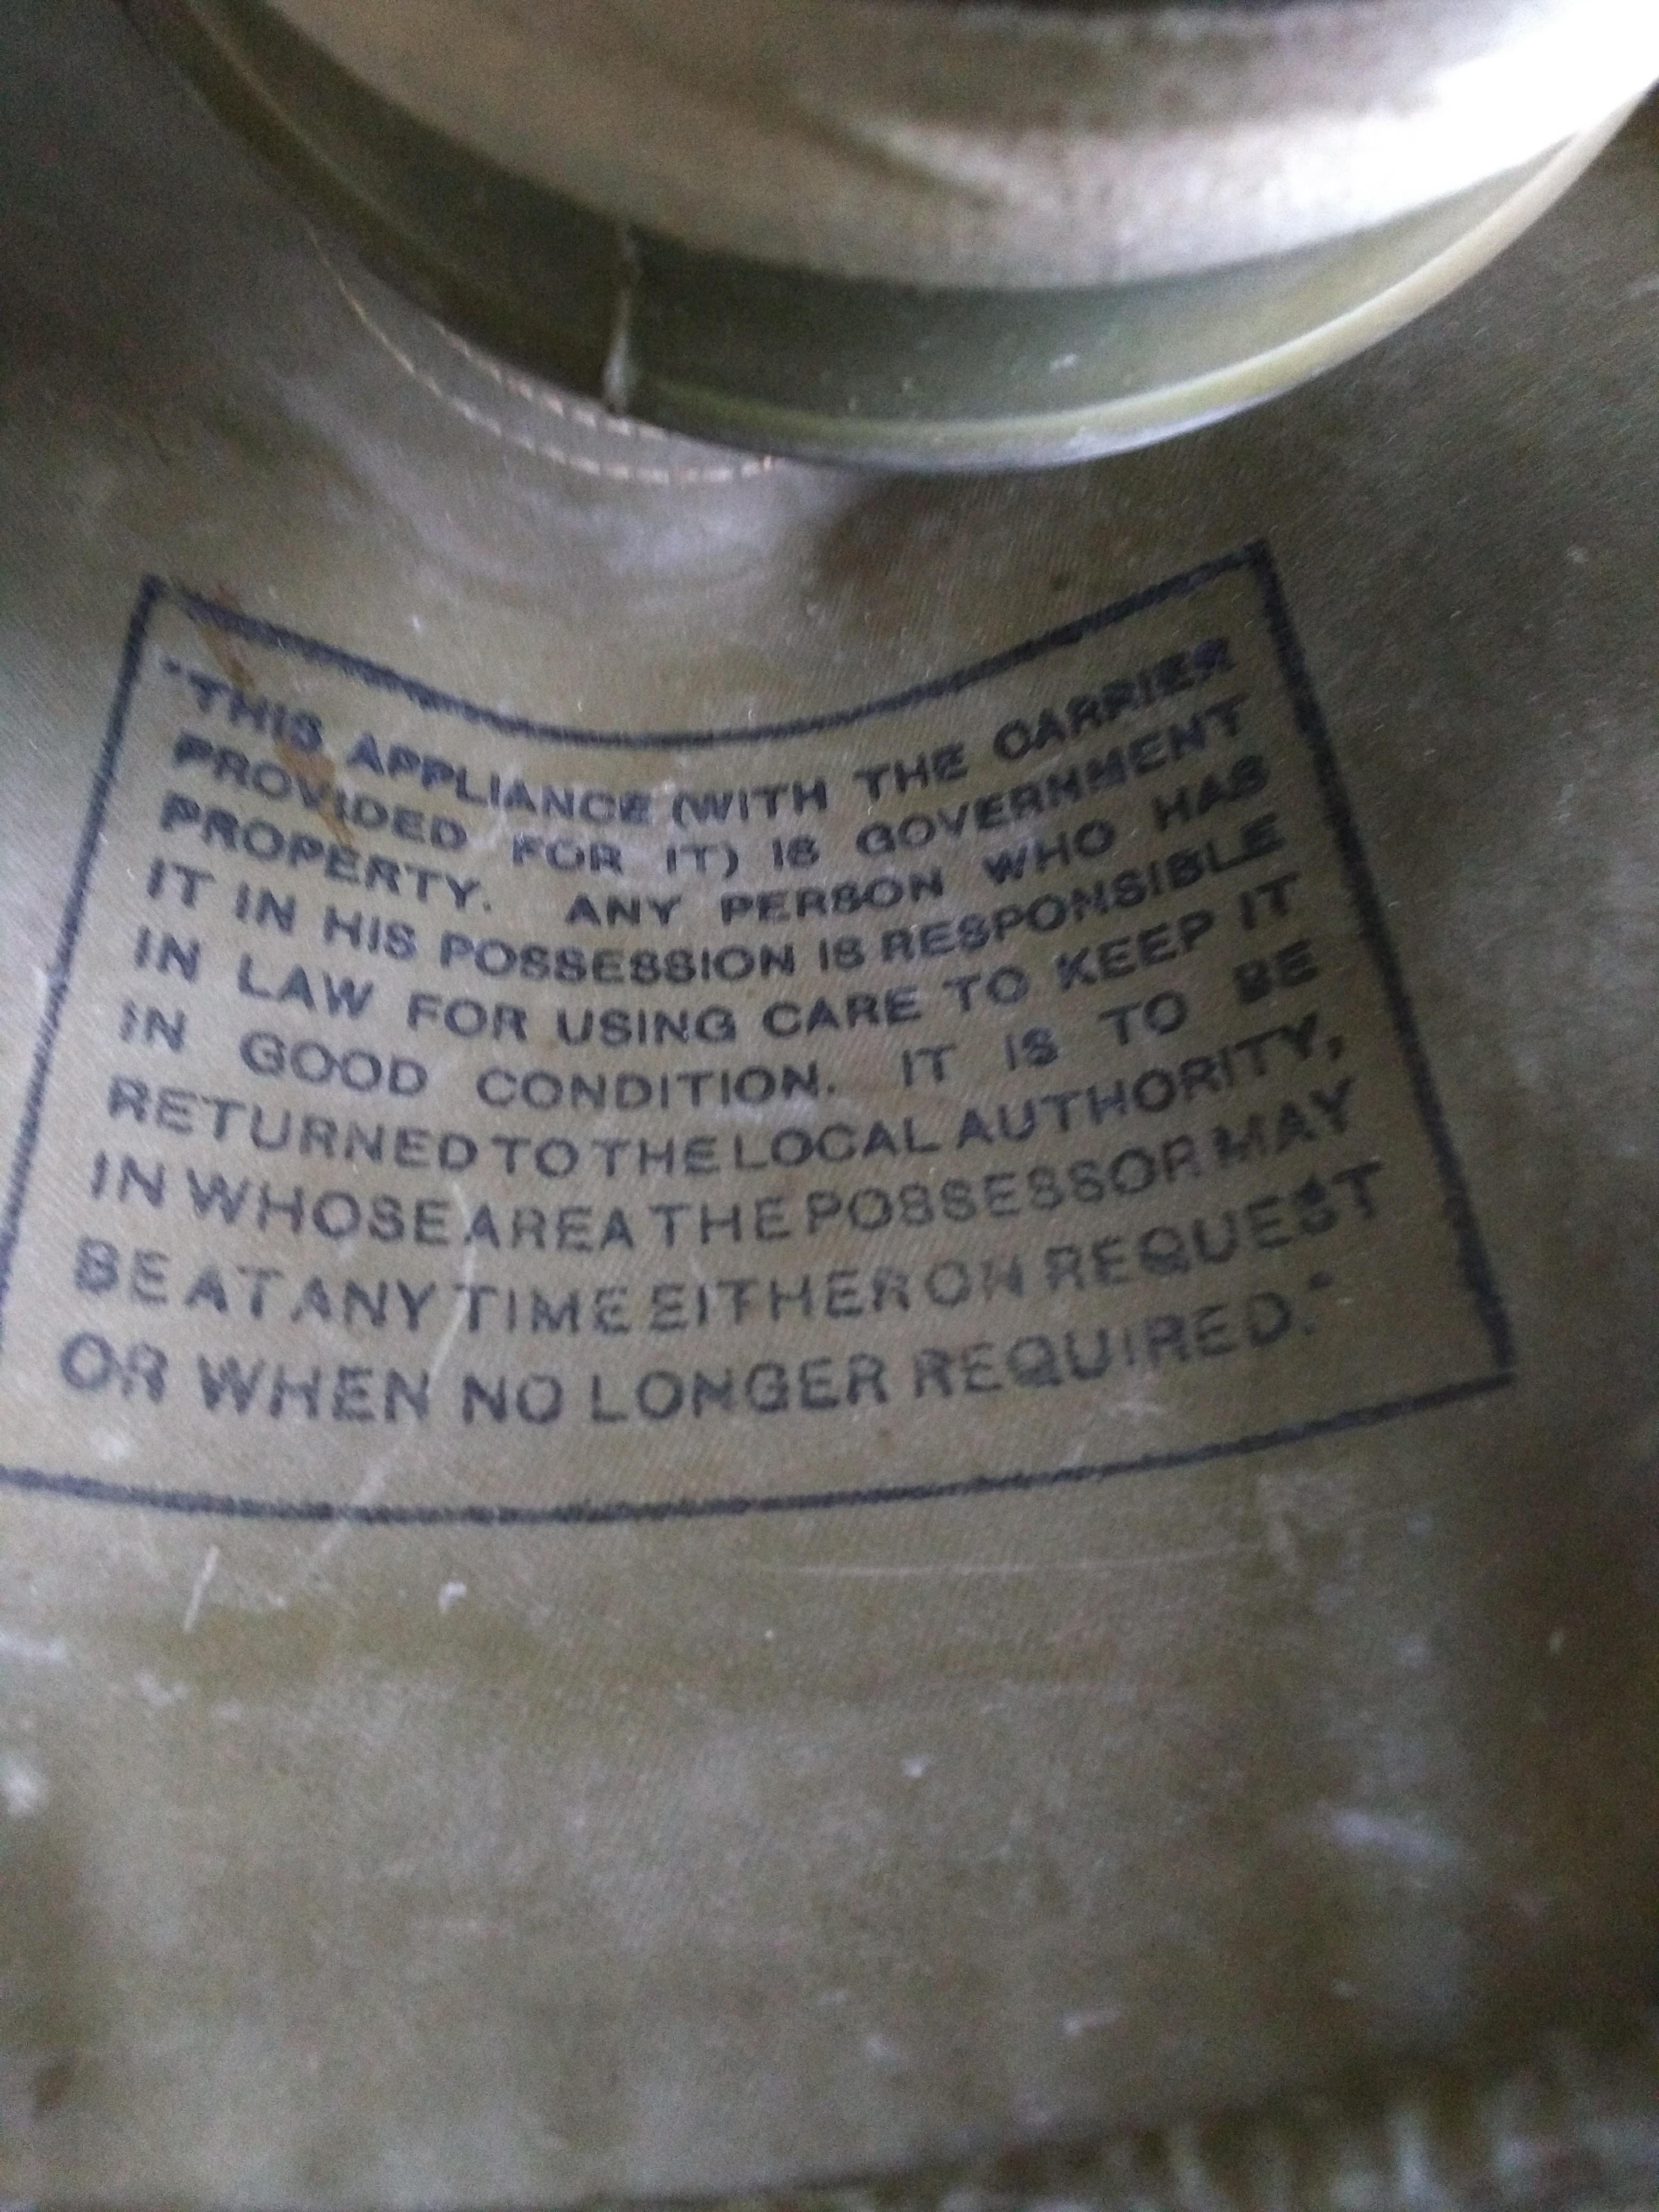 "THIS APPLIANCE (WITH THE CARRIER
PROVIDED FOR IT) IS GOVERNMENT
PROPERTY. ANY PERSON WHO HAS
IT IN HIS POSSESSION IS RESPONSIBLE
IN LAW FOR USING CARE TO KEEP IT
IN GOOD CONDITION. IT IS TO BE
RETURNED TO THE LOCAL AUTHORITY,
IN WHOSE AREA THE POSSESSOR MAY
BE AT ANY TIME EITHER ON REQUEST
OR WHEN NO LONGER REQUIRED."